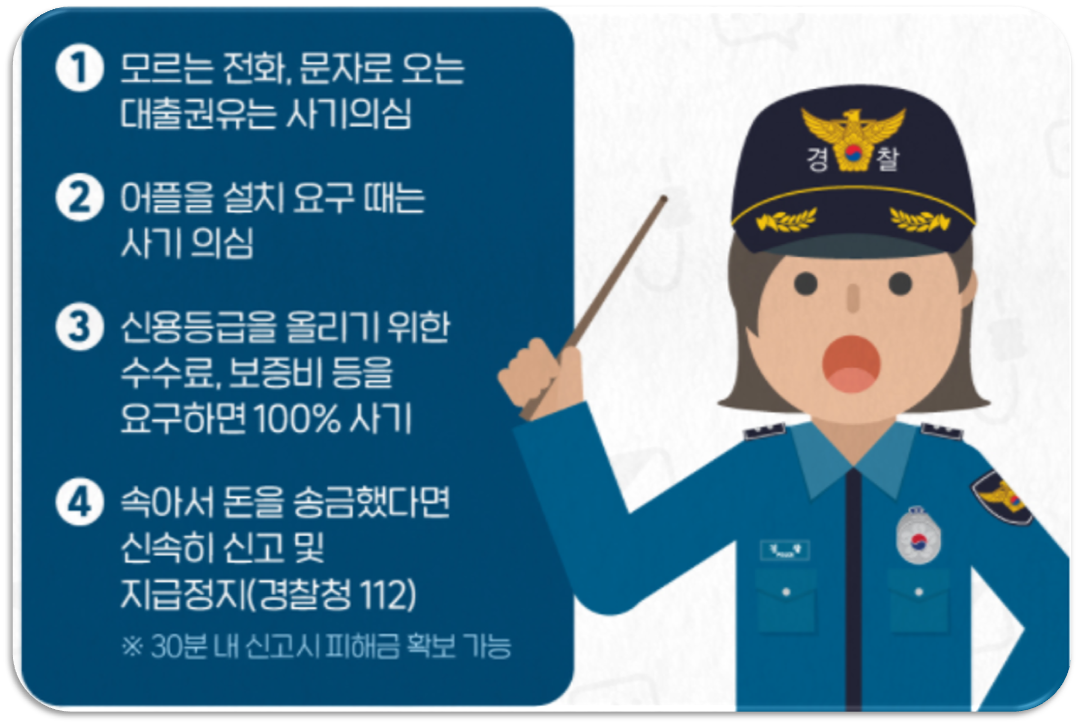 1 모르는 전화, 문자로 오는
대출권유는 사기의심
2 어플을 설치 요구 때는
사기 의심
3 신용등급을 올리기 위한
수수료, 보증비 등을
요구하면 100% 사기
4 속아서 돈을 송금했다면
신속히 신고 및
지급정지(경찰청 112)
※ 30분 내 신고시 피해금 확보 가능
경 찰